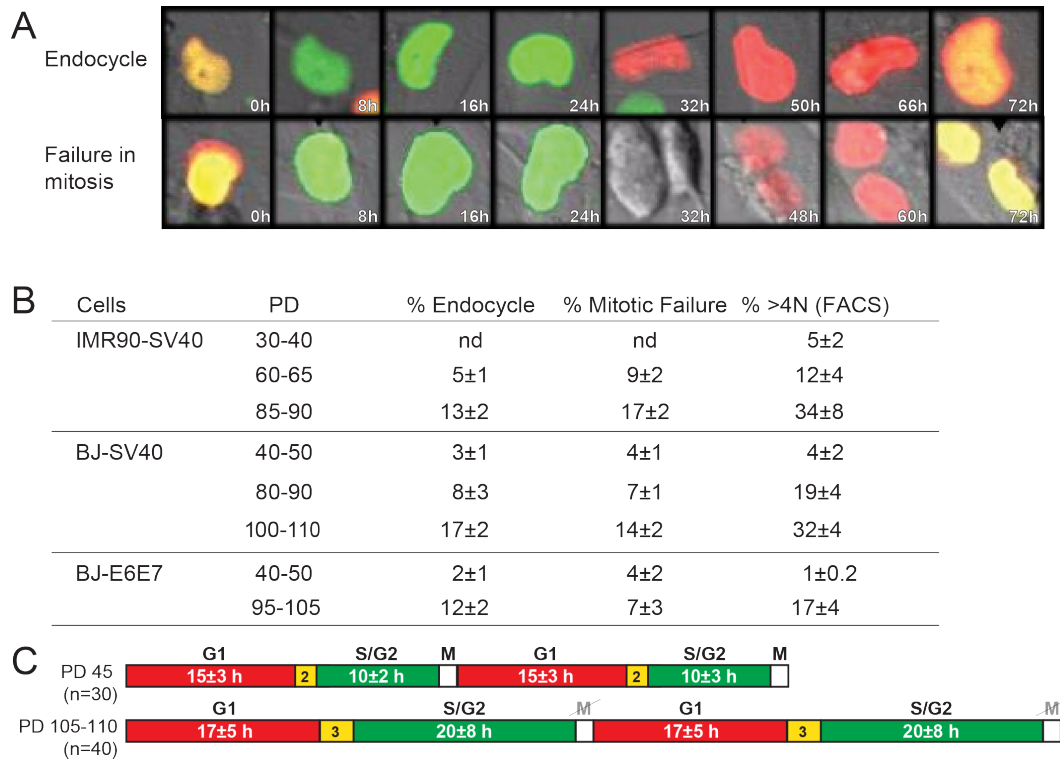 A
Endocycle
0h 8h 16h 24h 32h 50h 66h 72h
Failure in
mitosis
0h 8h 16h 24h 32h 48h 60h 72h
B
Cells PD % Endocycle % Mitotic Failure % >4N (FACS)
IMR90-SV40 30-40 nd nd 5±2
60-65 5±1 9±2 12±4
85-90 13±2 17±2 34±8
BJ-SV40 40-50 3±1 4±1 4±2
80-90 8±3 7±1 19±4
100-110 17±2 14±2 32±4
BJ-E6E7 40-50 2±1 4±2 1±0.2
95-105 12±2 7±3 17±4
C
G1 S/G2 M G1 S/G2 M
PD 45
(n=30)
15±3 h 2 10±2 h 15±3 h 2 10±3 h
G1 S/G2 M G1 S/G2 M
PD 105-110
(n=40)
17±5 h 3 20±8 h 17±5 h 3 20±8 h